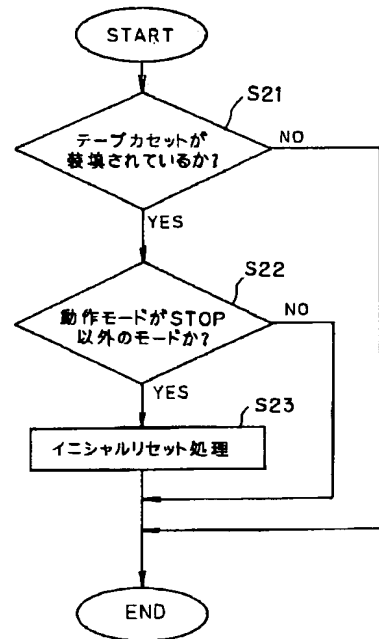 START
S21
テープカセットが
装填されているか?
NO
YES
S22
動作モードがSTOP
以外のモードか?
NO
YES
S23
イニシャルリセット処理
END